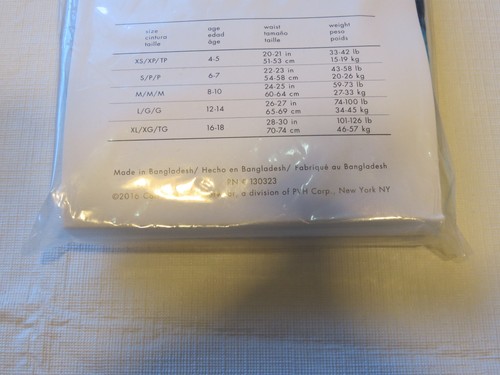 size age waist weight
cintura edad tamaño peso
taille âge taille poids
XS/XP/TP 4-5 20-21 in 33-42 lb
51-53 cm 15-19 kg
S/P/P 6-7 22-23 in 43-58 lb
54-58 cm 20-26 kg
M/M/M 8-10 24-25 in 59-73 lb
60-64 cm 27-33 kg
L/G/G 12-14 26-27 in 74-100 lb
65-69 cm 34-45 kg
XL/XG/TG 16-18 28-30 in 101-126 lb
70-74 cm 46-57 kg
Made in Bangladesh/ Hecho en Bangladesh/ Fabriqué au Bangladesh
RN # 130323
©2016 a division of PVH Corp., New York NY